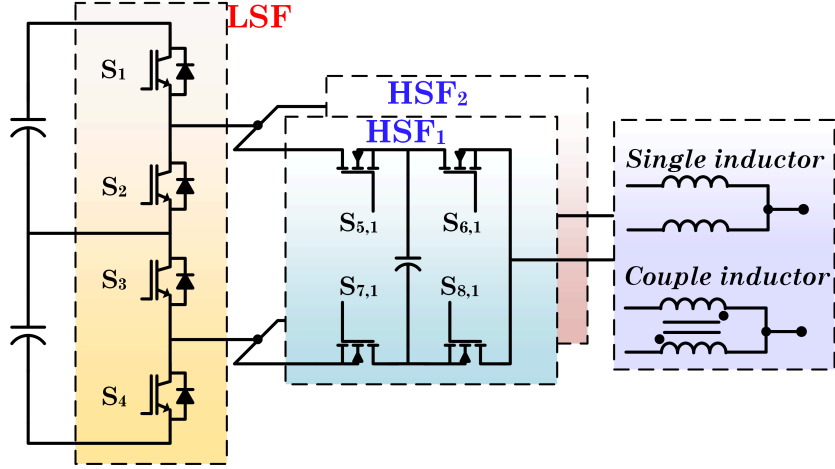 LSF
S1
S2
S3
S4
HSF2
HSF1
S5,1
S6,1
S7,1
S8,1
Single inductor
Couple inductor